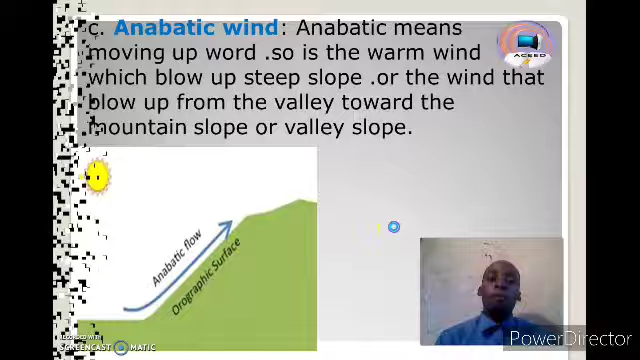 c. Anabatic wind: Anabatic means
moving up word .so is the warm wind
which blow up steep slope .or the wind that
blow up from the valley toward the
mountain slope or valley slope.
ACEED
Anabatic flow
Orographic Surface
RECORDED WITH
SCREENCAST MATIC
PowerDirector